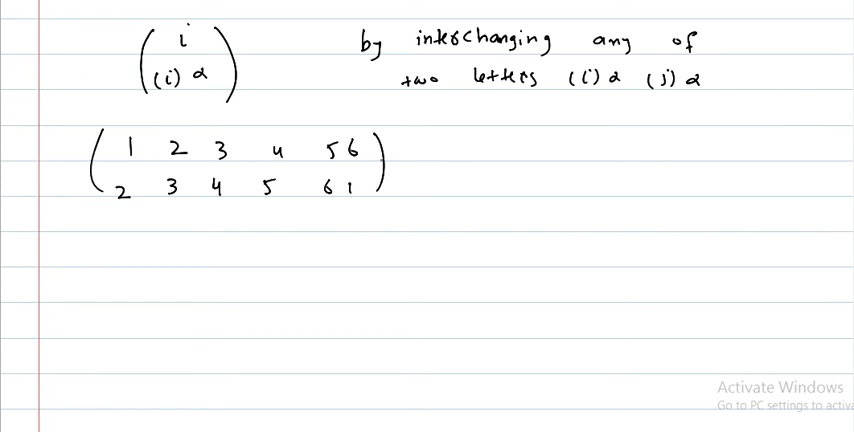 i by interchanging any of
(i) α two letters (i) α (j) α
1 2 3 4 5 6
2 3 4 5 6 1
Activate Windows
Go to PC settings to activa